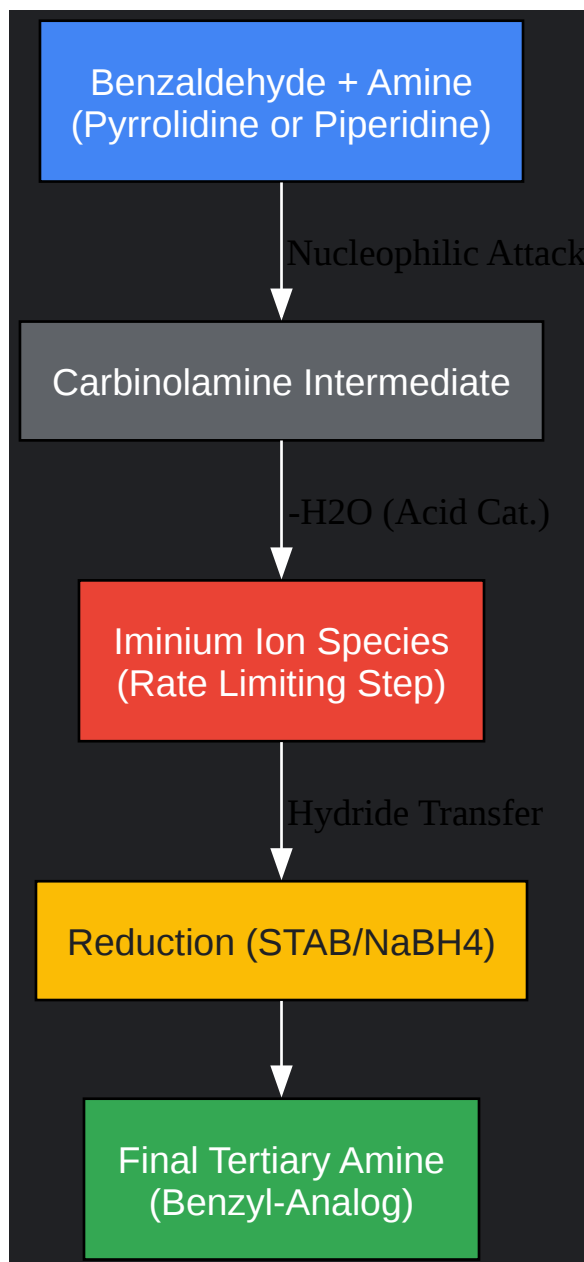 Benzaldehyde + Amine
(Pyrrolidine or Piperidine)
Nucleophilic Attack
Carbinolamine Intermediate
-H2O (Acid Cat.)
Iminium Ion Species
(Rate Limiting Step)
Hydride Transfer
Reduction (STAB/NaBH4)
Final Tertiary Amine
(Benzyl-Analog)